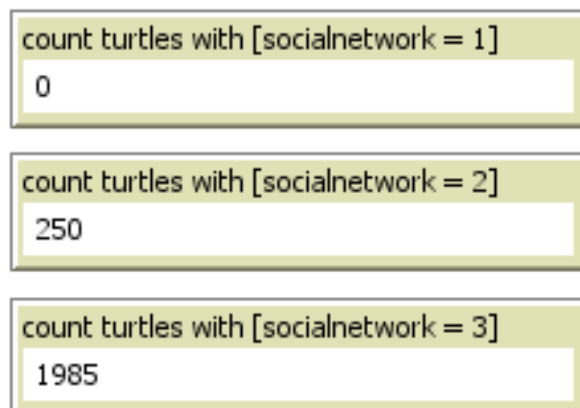 count turtles with [socialnetwork = 1]
0
count turtles with [socialnetwork = 2]
250
count turtles with [socialnetwork = 3]
1985